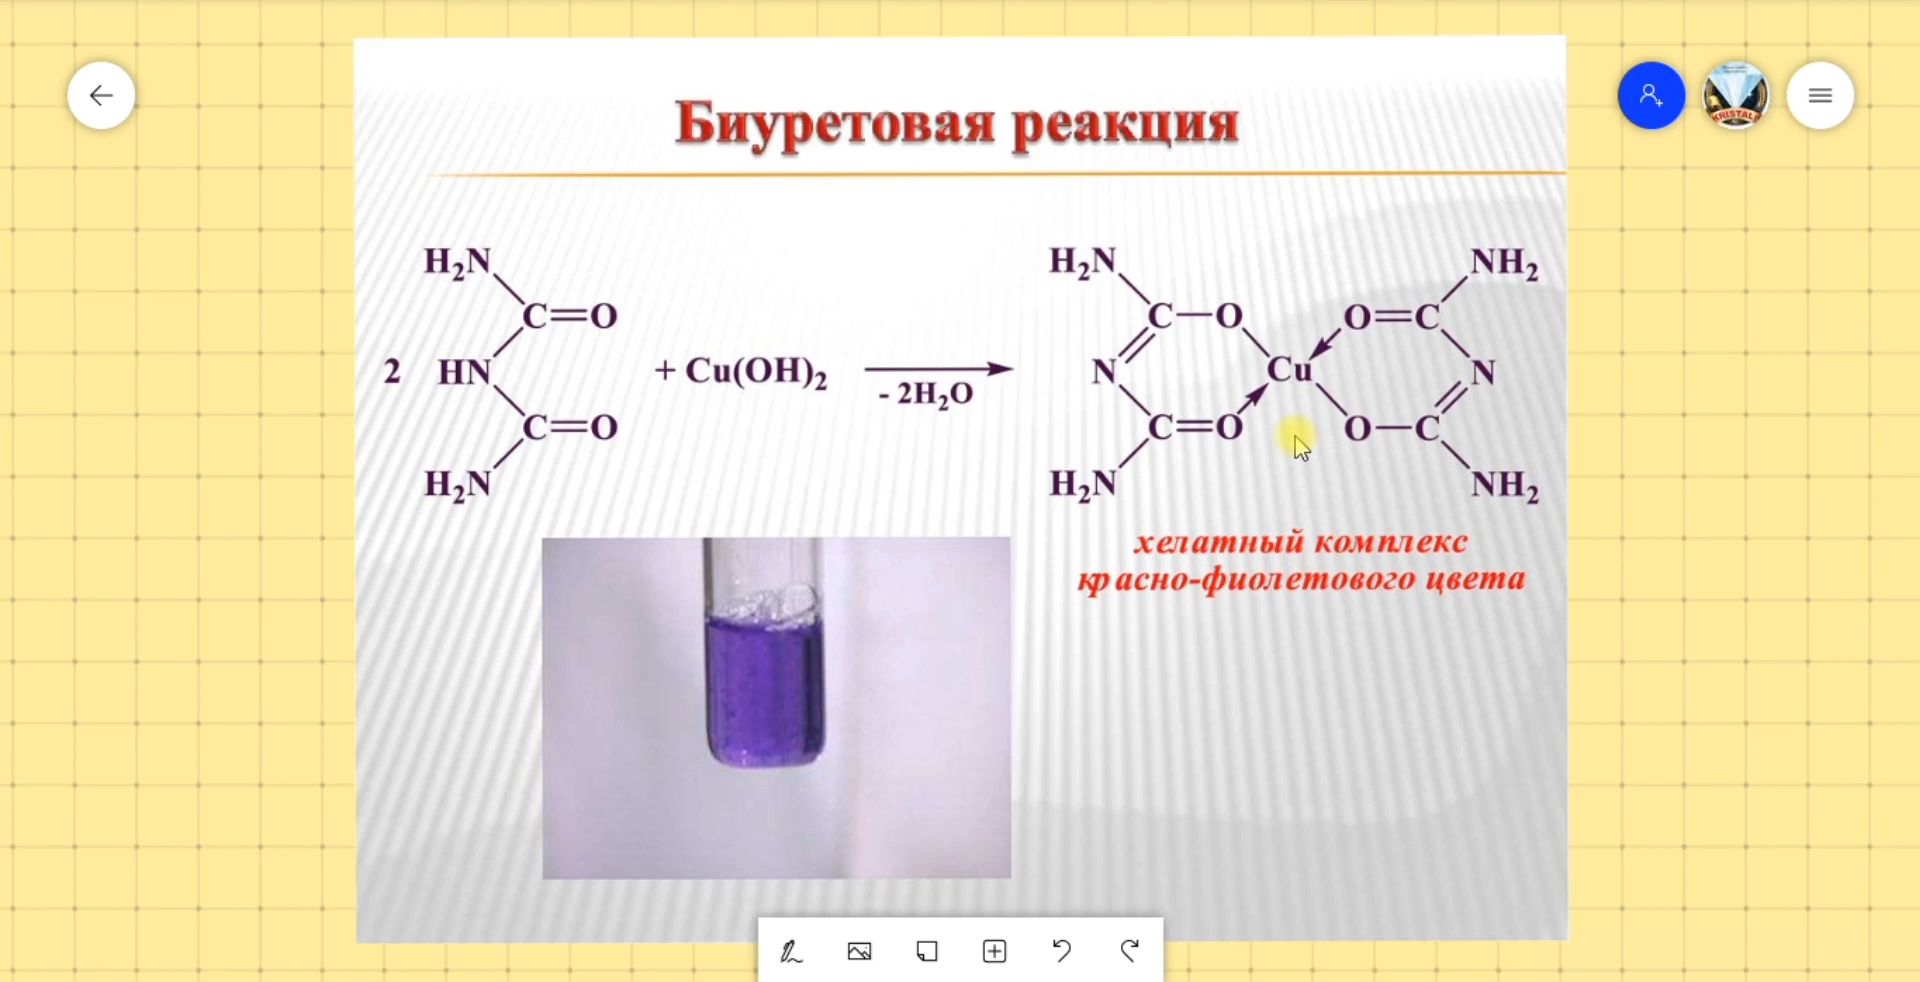 Биуретовая реакция
H₂N
C=O
2 HN + Cu(OH)₂
- 2H₂O
C=O
H₂N
H₂N NH₂
C—O O=C
N Cu N
C=O O—C
H₂N NH₂
хелатный комплекс
красно-фиолетового цвета
KRISTALL